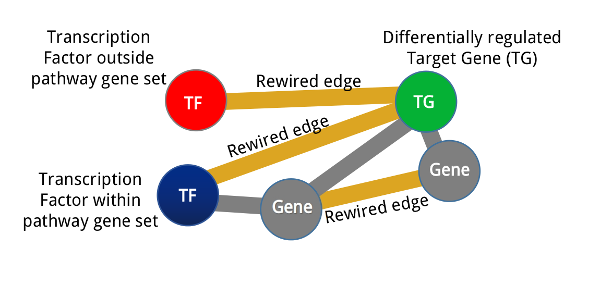 Transcription
Factor outside
pathway gene set
Differentially regulated
Target Gene (TG)
Rewired edge
TF
TG
Rewired edge
Transcription
Factor within
pathway gene set
TF
Gene
Gene
Rewired edge